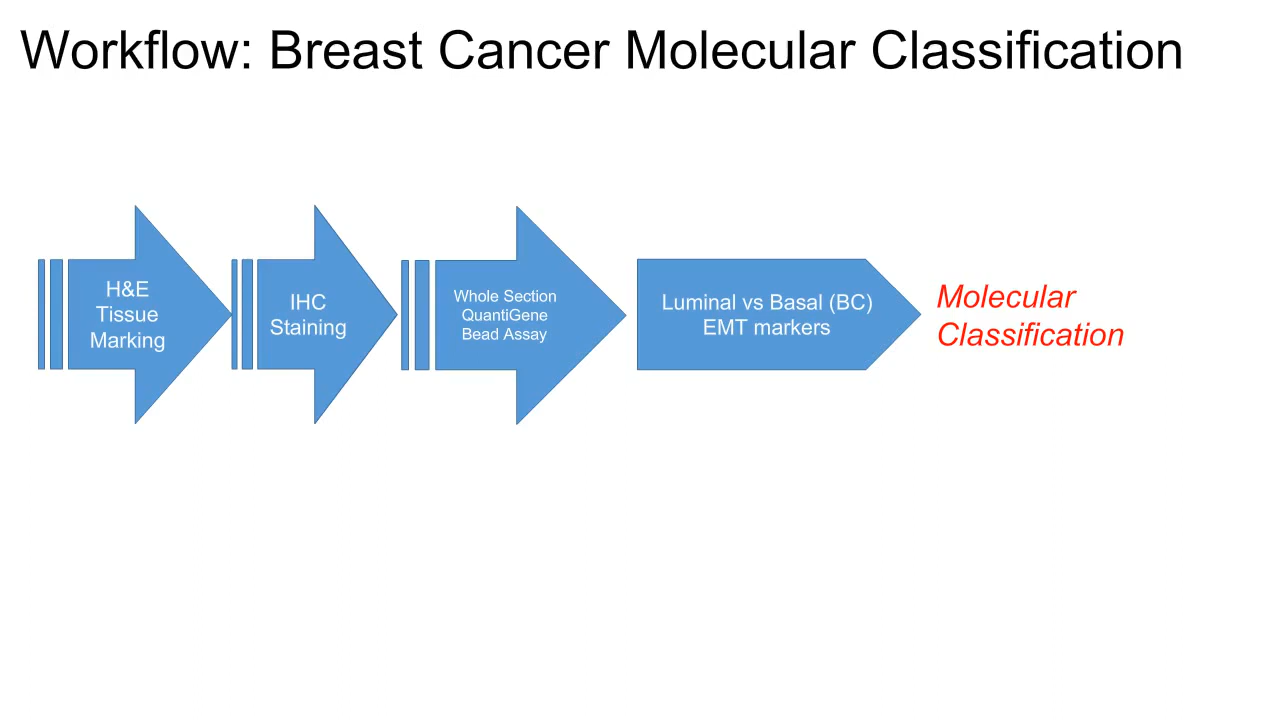 Workflow: Breast Cancer Molecular Classification
H&E
Tissue
Marking
IHC
Staining
Whole Section
QuantiGene
Bead Assay
Luminal vs Basal (BC)
EMT markers
Molecular
Classification